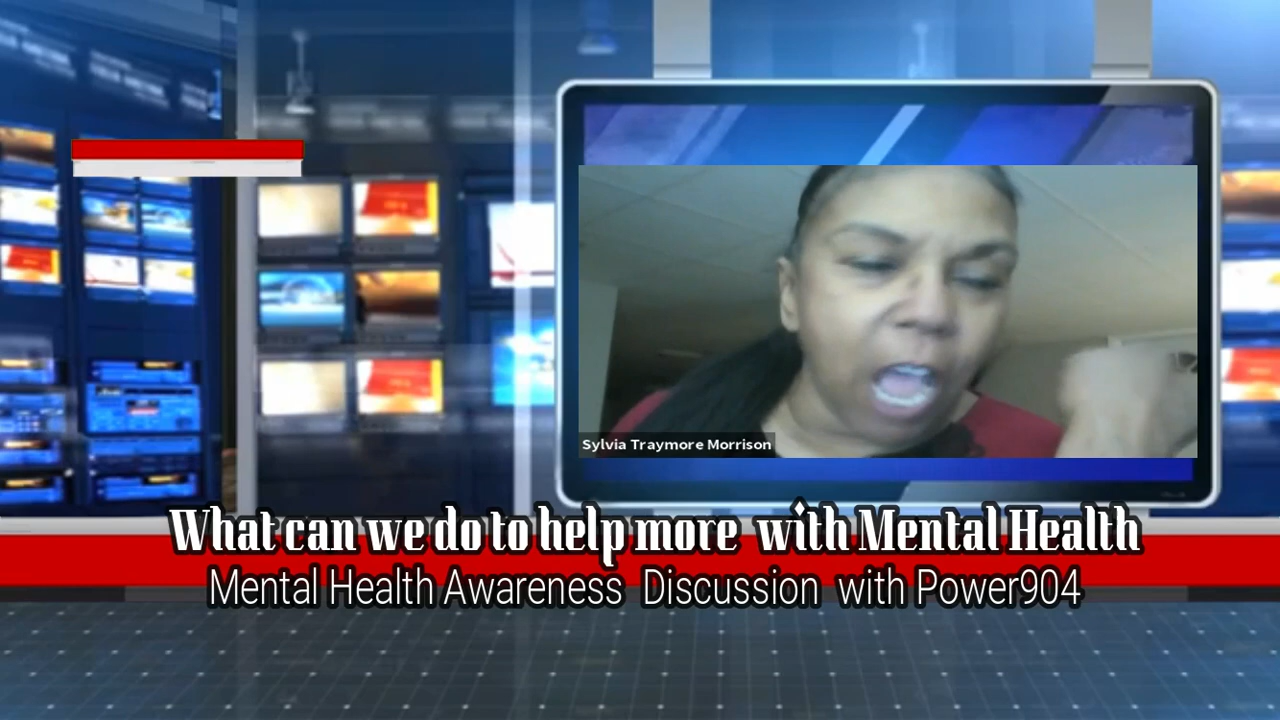 Sylvia Traymore Morrison
What can we do to help more with Mental Health
Mental Health Awareness Discussion with Power904